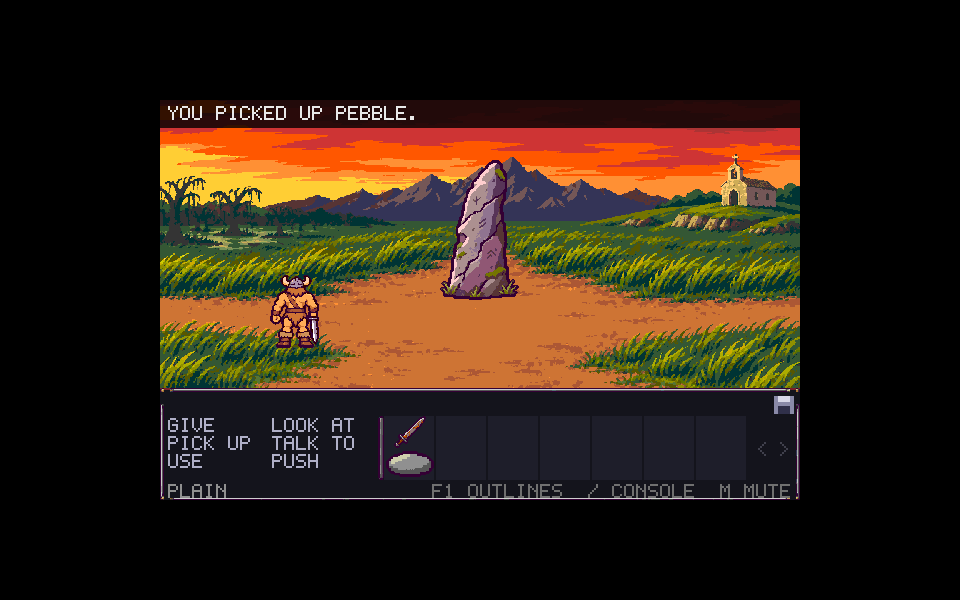 YOU PICKED UP PEBBLE.
GIVE LOOK AT
PICK UP TALK TO
USE PUSH
PLAIN F1 OUTLINES / CONSOLE M MUTE